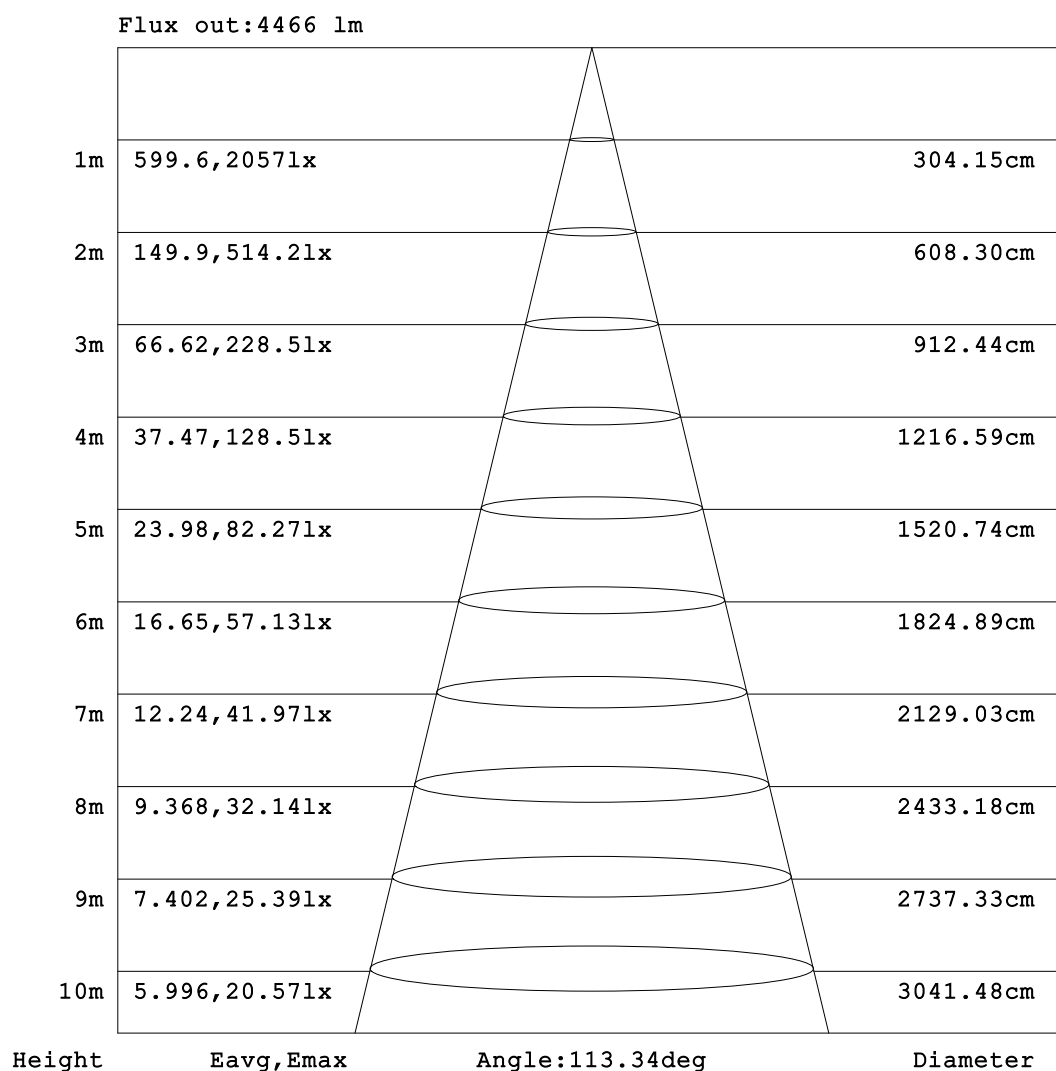 Flux out:4466 lm
1m 599.6,2057lx 304.15cm
2m 149.9,514.2lx 608.30cm
3m 66.62,228.5lx 912.44cm
4m 37.47,128.5lx 1216.59cm
5m 23.98,82.27lx 1520.74cm
6m 16.65,57.13lx 1824.89cm
7m 12.24,41.97lx 2129.03cm
8m 9.368,32.14lx 2433.18cm
9m 7.402,25.39lx 2737.33cm
10m 5.996,20.57lx 3041.48cm
Height Eavg,Emax Angle:113.34deg Diameter